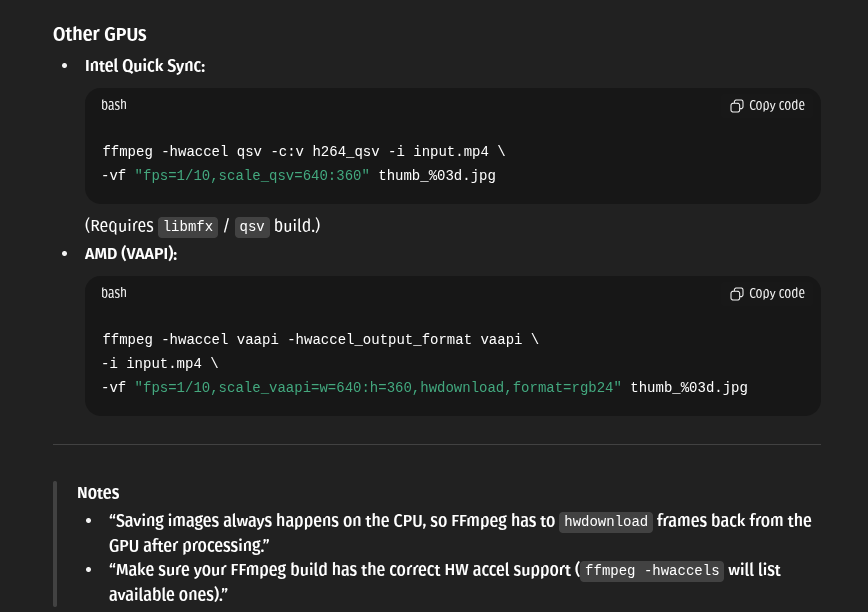 Other GPUs
• Intel Quick Sync:
bash
Copy code
ffmpeg -hwaccel qsv -c:v h264_qsv -i input.mp4 \
-vf "fps=1/10,scale_qsv=640:360" thumb_%03d.jpg
(Requires libmfx / qsv build.)
• AMD (VAAPI):
bash
Copy code
ffmpeg -hwaccel vaapi -hwaccel_output_format vaapi \
-i input.mp4 \
-vf "fps=1/10,scale_vaapi=w=640:h=360,hwdownload,format=rgb24" thumb_%03d.jpg
Notes
• “Saving images always happens on the CPU, so FFmpeg has to hwdownload frames back from the
GPU after processing.”
• “Make sure your FFmpeg build has the correct HW accel support (ffmpeg -hwaccels will list
available ones).”